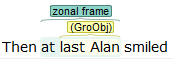 zonal frame
(GroObj)
Then at last Alan smiled